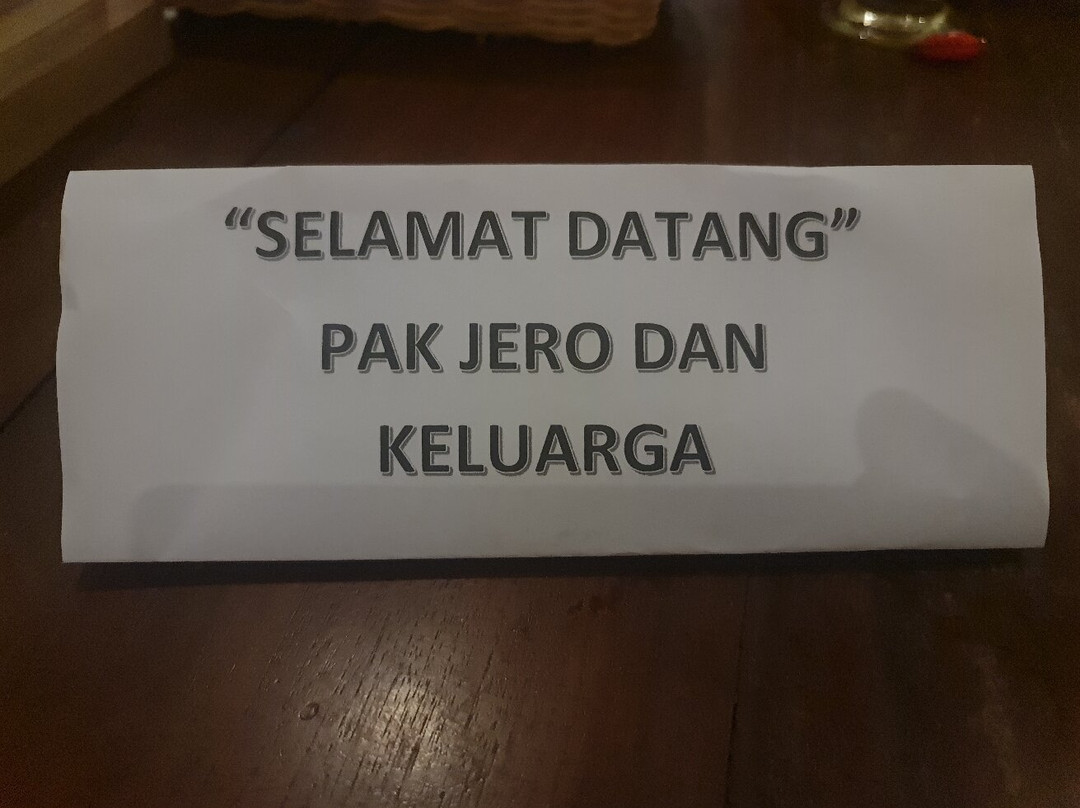 “SELAMAT DATANG”
PAK JERO DAN
KELUARGA